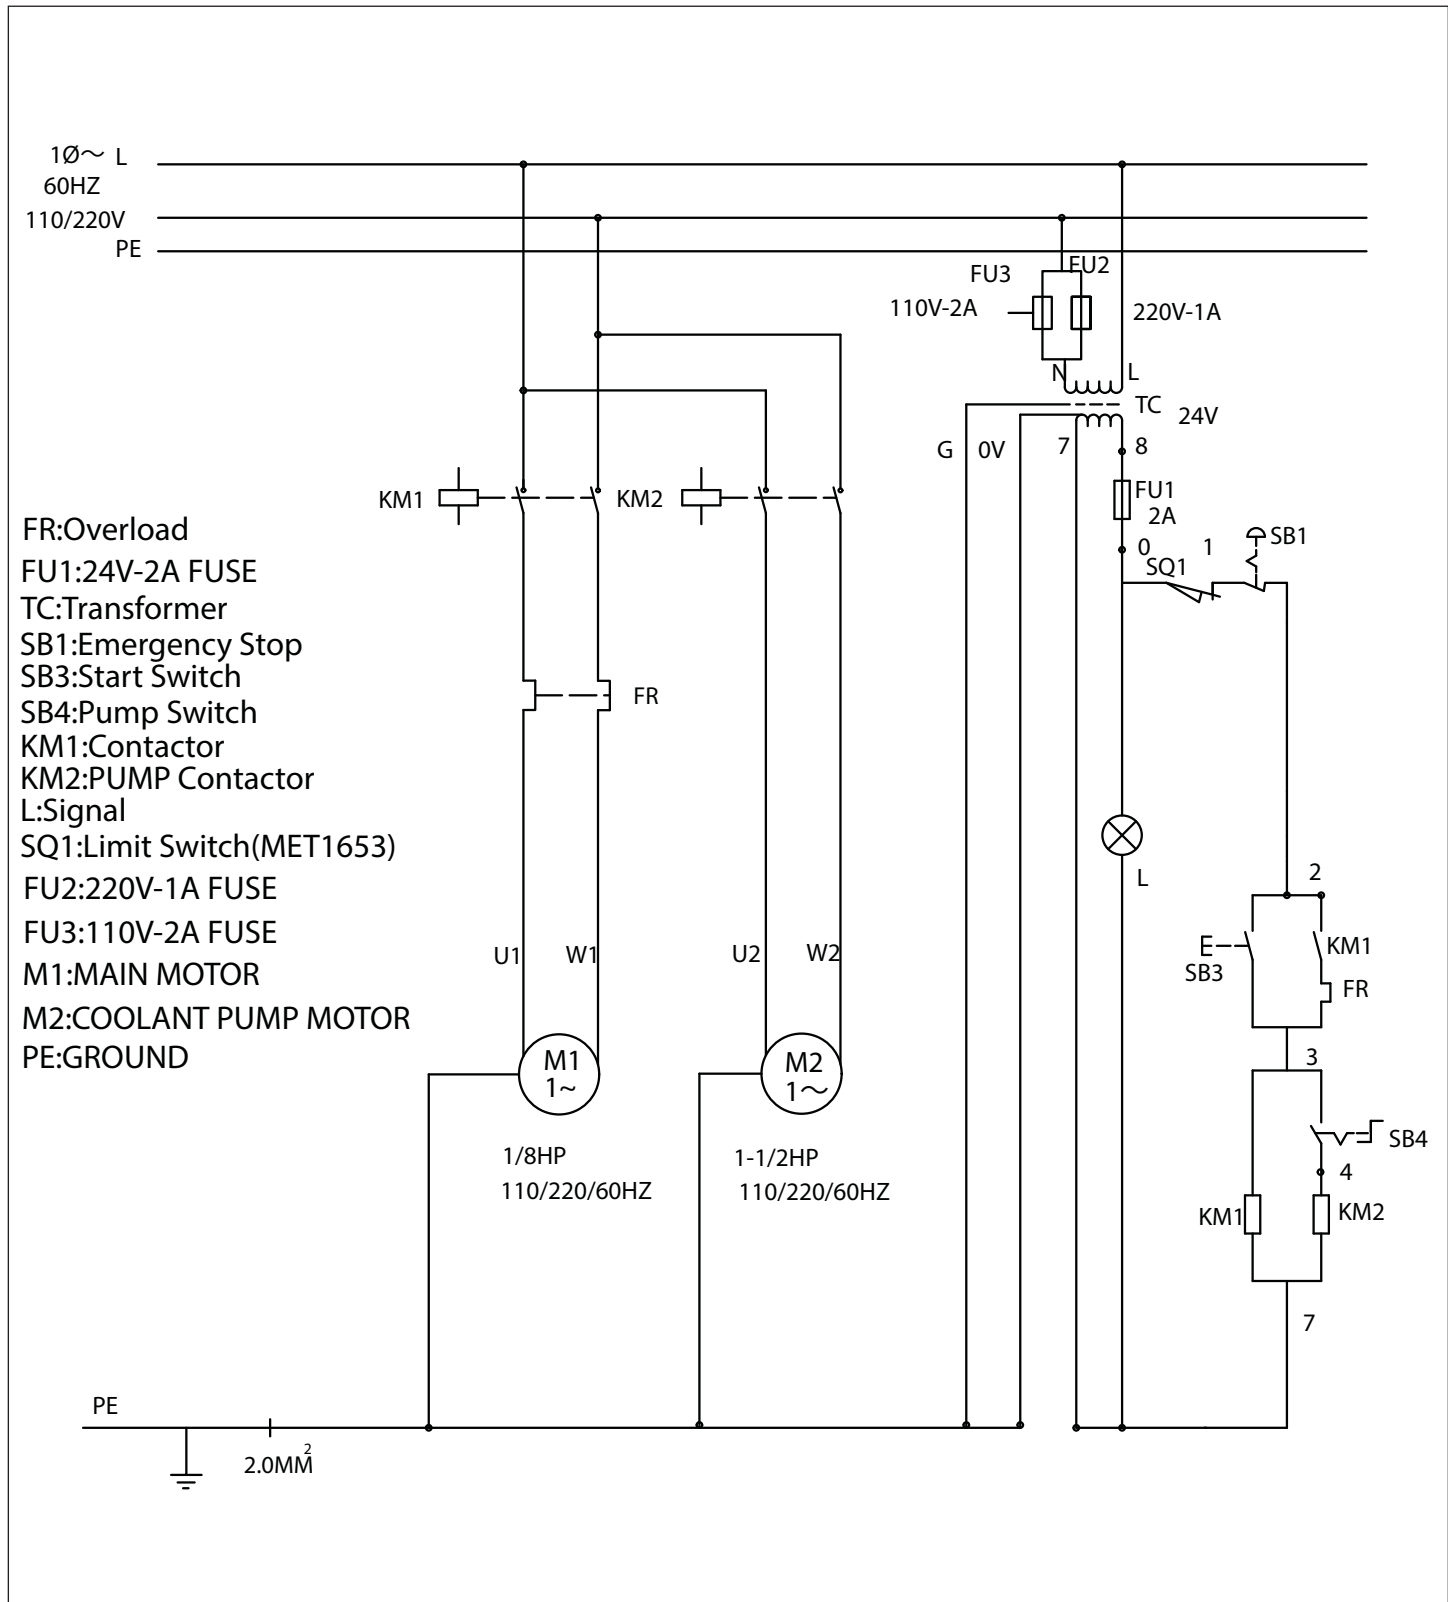 1Ø～ L
60HZ
110/220V
PE
FU3
FU2
110V-2A
220V-1A
N
L
TC
24V
G
0V
7
8
KM1
KM2
FU1
2A
0
1
SB1
SQ1
FR:Overload
FU1:24V-2A FUSE
TC:Transformer
SB1:Emergency Stop
SB3:Start Switch
SB4:Pump Switch
KM1:Contactor
KM2:PUMP Contactor
L:Signal
SQ1:Limit Switch(MET1653)
FU2:220V-1A FUSE
FU3:110V-2A FUSE
M1:MAIN MOTOR
M2:COOLANT PUMP MOTOR
PE:GROUND
FR
L
2
U1
W1
U2
W2
E
KM1
SB3
FR
3
M1
1~
M2
1～
SB4
4
1/8HP
110/220/60HZ
1-1/2HP
110/220/60HZ
KM1
KM2
7
PE
2.0MM²